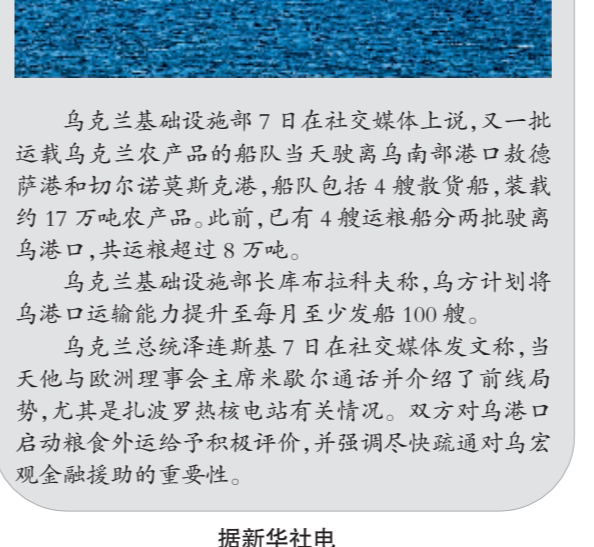 乌克兰基础设施部 7 日在社交媒体上说,又一批
运载乌克兰农产品的船队当天驶离乌南部港口敖德
萨港和切尔诺莫斯克港,船队包括 4 艘散货船,装载
约 17 万吨农产品。此前,已有 4 艘运粮船分两批驶离
乌港口,共运粮超过 8 万吨。
乌克兰基础设施部长库布拉科夫称,乌方计划将
乌港口运输能力提升至每月至少发船 100 艘。
乌克兰总统泽连斯基 7 日在社交媒体发文称,当
天他与欧洲理事会主席米歇尔通话并介绍了前线局
势,尤其是扎波罗热核电站有关情况。双方对乌港口
启动粮食外运给予积极评价,并强调尽快疏通对乌宏
观金融援助的重要性。
据新华社电